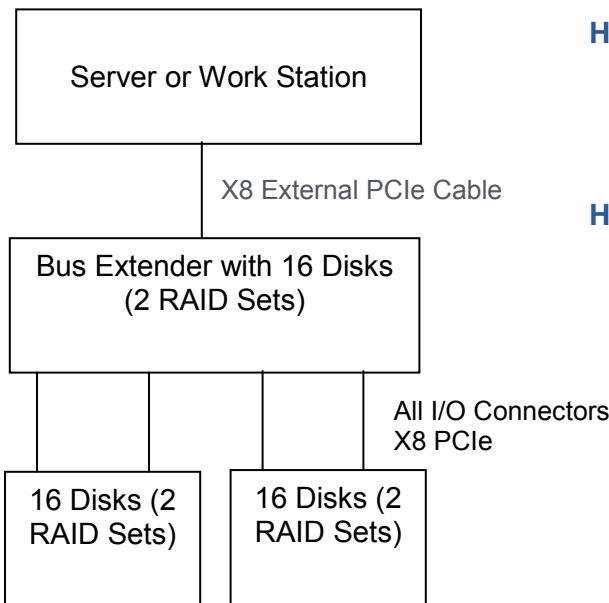 H
Server or Work Station
X8 External PCIe Cable
H
Bus Extender with 16 Disks
(2 RAID Sets)
All I/O Connectors
X8 PCIe
16 Disks (2
RAID Sets)
16 Disks (2
RAID Sets)